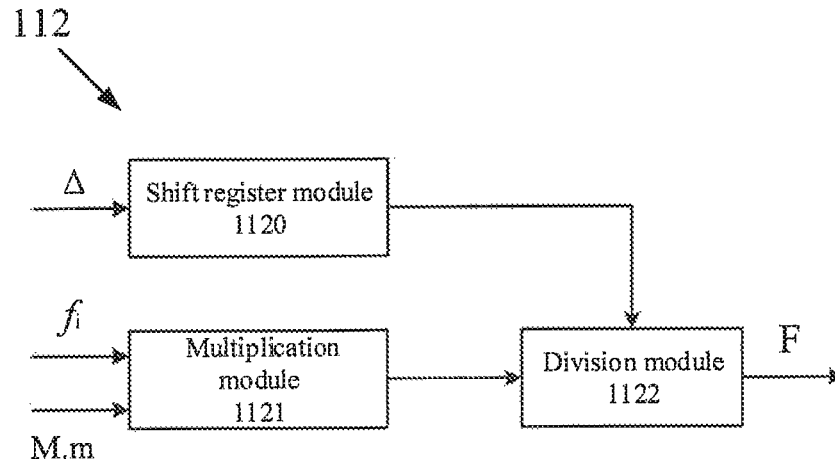 112
Δ
Shift register module
1120
fi
Multiplication
module
1121
M.m
Division module
1122
F